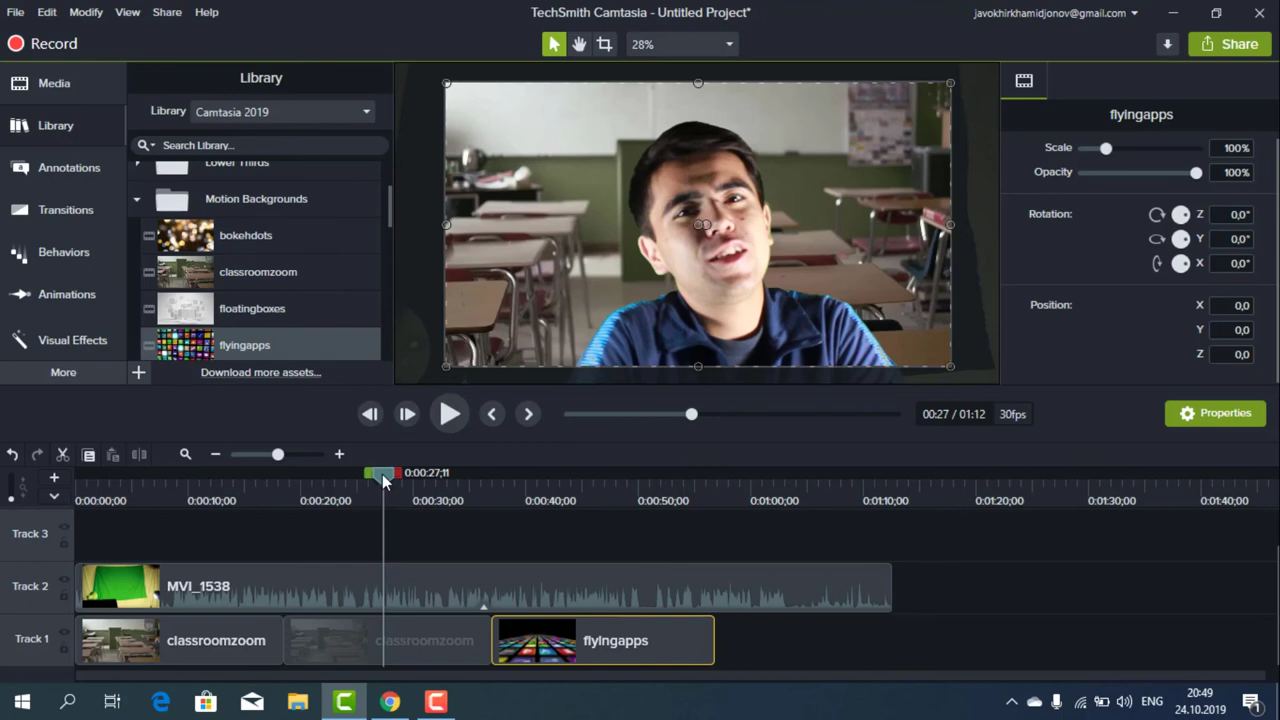 File Edit Modify View Share Help TechSmith Camtasia - Untitled Project* javokhirkhamidjonov@gmail.com
Record 28% Share
Media Library flyingapps
Library Library Camtasia 2019 Scale 100%
Search Library... Opacity 100%
Annotations Lower Thirds
Transitions Motion Backgrounds Rotation: Z 0,0°
bokehdots Y 0,0°
Behaviors classroomzoom X 0,0°
Animations floatingboxes Position: X 0,0
Visual Effects flyingapps Y 0,0
More Download more assets... Z 0,0
00:27 / 01:12 30fps Properties
0:00:27;11
0:00:00;00 0:00:10;00 0:00:20;00 0:00:30;00 0:00:40;00 0:00:50;00 0:01:00;00 0:01:10;00 0:01:20;00 0:01:30;00 0:01:40;00
Track 3
Track 2 MVI_1538
Track 1 classroomzoom classroomzoom flyingapps
ENG 20:49
24.10.2019 1